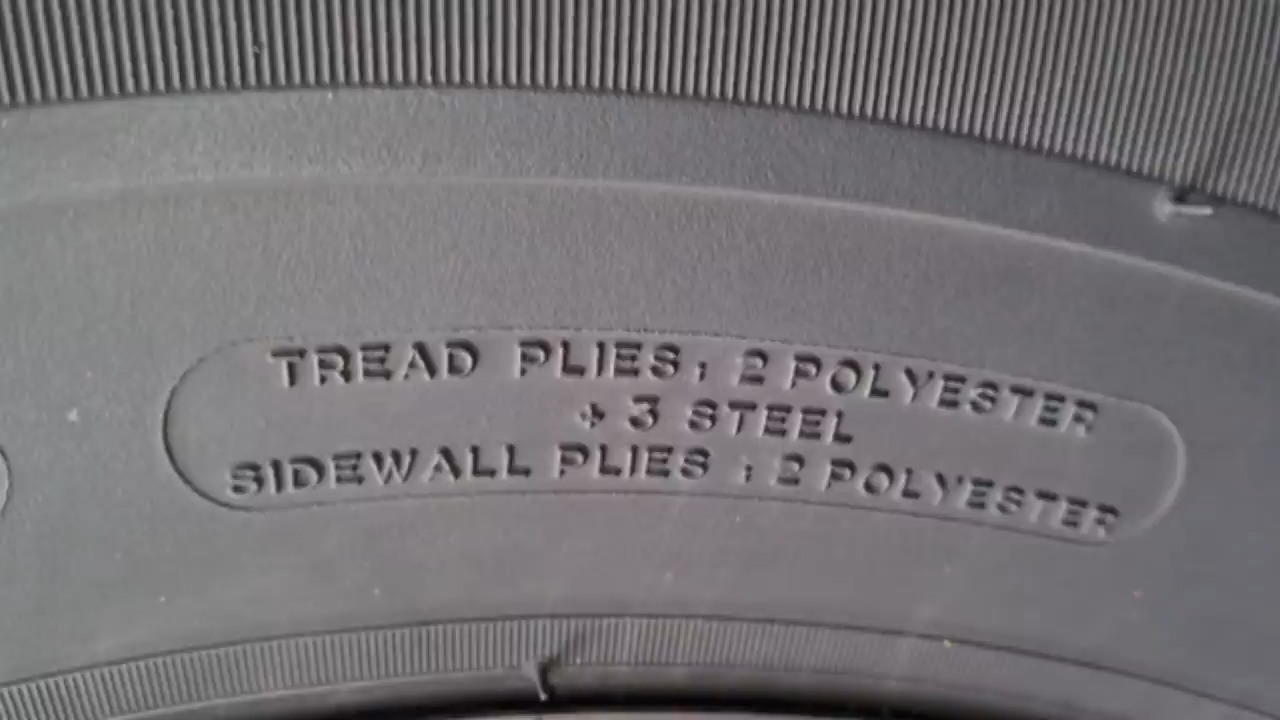 TREAD PLIES: 2 POLYESTER
+ 3 STEEL
SIDEWALL PLIES : 2 POLYESTER